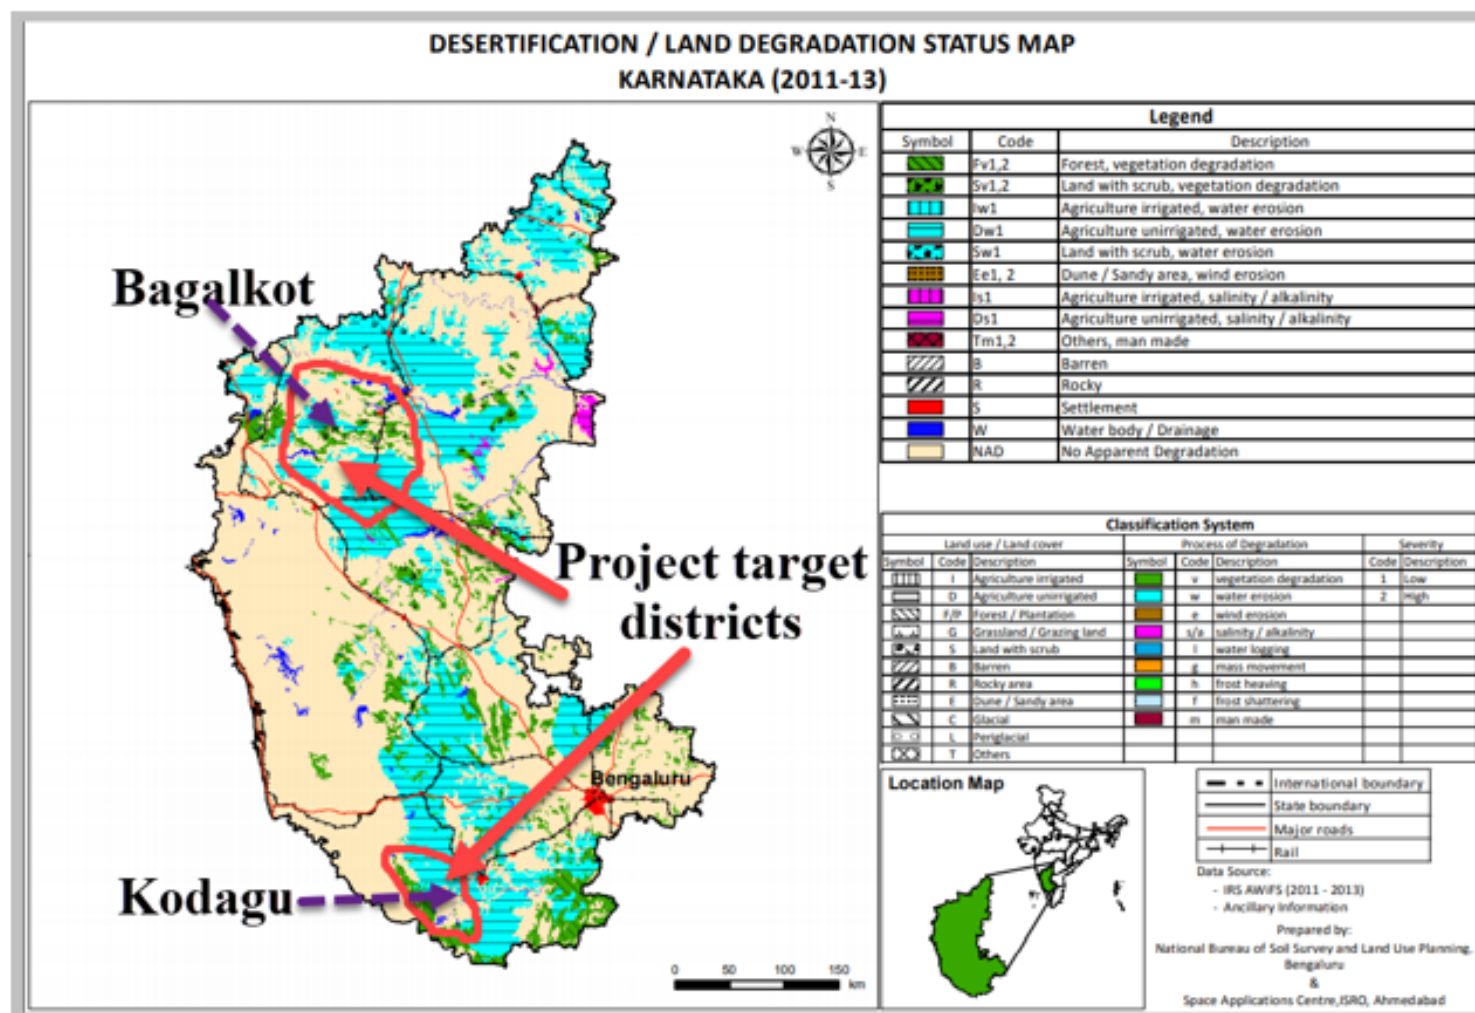 DESERTIFICATION / LAND DEGRADATION STATUS MAP
KARNATAKA (2011-13)
N
W E
S
Bagalkot
Project target
districts
Bengaluru
Kodagu
0 50 100 150
km
Legend
Symbol Code Description
Fv1,2 Forest, vegetation degradation
Sv1,2 Land with scrub, vegetation degradation
Iw1 Agriculture irrigated, water erosion
Dw1 Agriculture unirrigated, water erosion
Sw1 Land with scrub, water erosion
Ee1, 2 Dune / Sandy area, wind erosion
Is1 Agriculture irrigated, salinity / alkalinity
Ds1 Agriculture unirrigated, salinity / alkalinity
Tm1,2 Others, man made
B Barren
R Rocky
S Settlement
W Water body / Drainage
NAD No Apparent Degradation
Classification System
Land use / Land cover Process of Degradation Severity
Symbol Code Description Symbol Code Description Code Description
I Agriculture irrigated v vegetation degradation 1 Low
D Agriculture unirrigated w water erosion 2 High
F/P Forest / Plantation e wind erosion
G Grassland / Grazing land s/a salinity / alkalinity
S Land with scrub l water logging
B Barren g mass movement
R Rocky area h frost heaving
E Dune / Sandy area f frost shattering
C Glacial m man made
L Periglacial
T Others
Location Map
International boundary
State boundary
Major roads
Rail
Data Source:
- IRS AWiFS (2011 - 2013)
- Ancillary Information
Prepared by:
National Bureau of Soil Survey and Land Use Planning,
Bengaluru
&
Space Applications Centre,ISRO, Ahmedabad